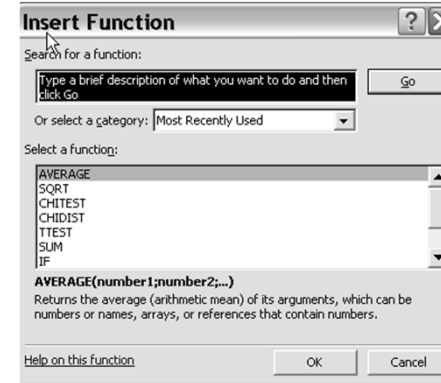 Insert Function
Search for a function:
Type a brief description of what you want to do and then
click Go
Go
Or select a category: Most Recently Used
Select a function:
AVERAGE
SQRT
CHITEST
CHIDIST
TTEST
SUM
IF
AVERAGE(number1;number2;...)
Returns the average (arithmetic mean) of its arguments, which can be
numbers or names, arrays, or references that contain numbers.
Help on this function
OK
Cancel